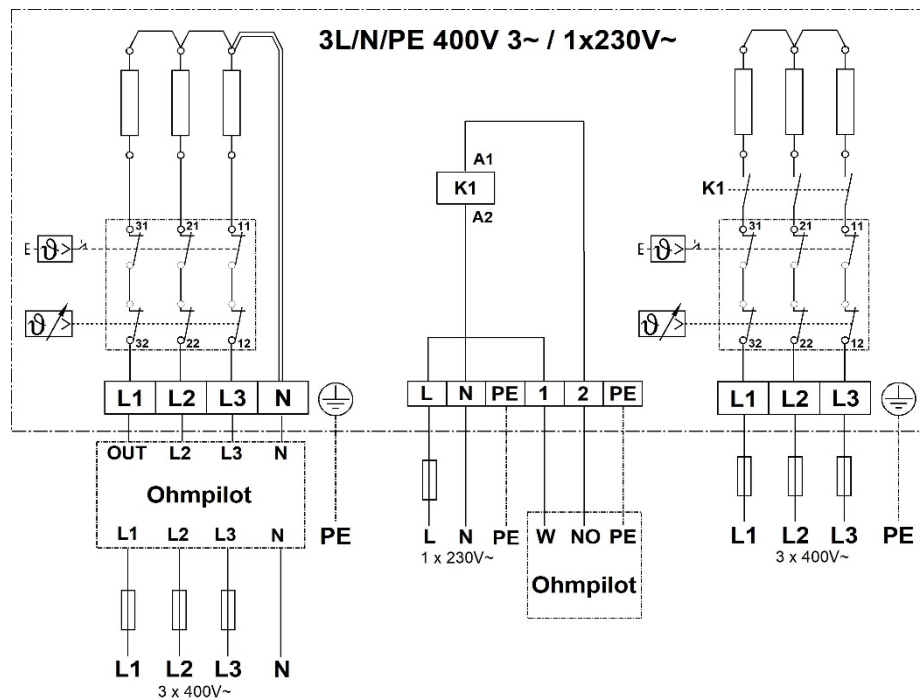 3L/N/PE 400V 3~ / 1x230V~
A1
K1
A2
K1
31 21 11
31 21 11
E ϑ >
E ϑ >
ϑ >
ϑ >
32 22 12
32 22 12
L1 L2 L3 N
L N PE 1 2 PE
L1 L2 L3
OUT L2 L3 N
Ohmpilot
L1 L2 L3 N
PE
L N PE
1 x 230V~
W NO PE
Ohmpilot
L1 L2 L3 PE
3 x 400V~
L1 L2 L3 N
3 x 400V~